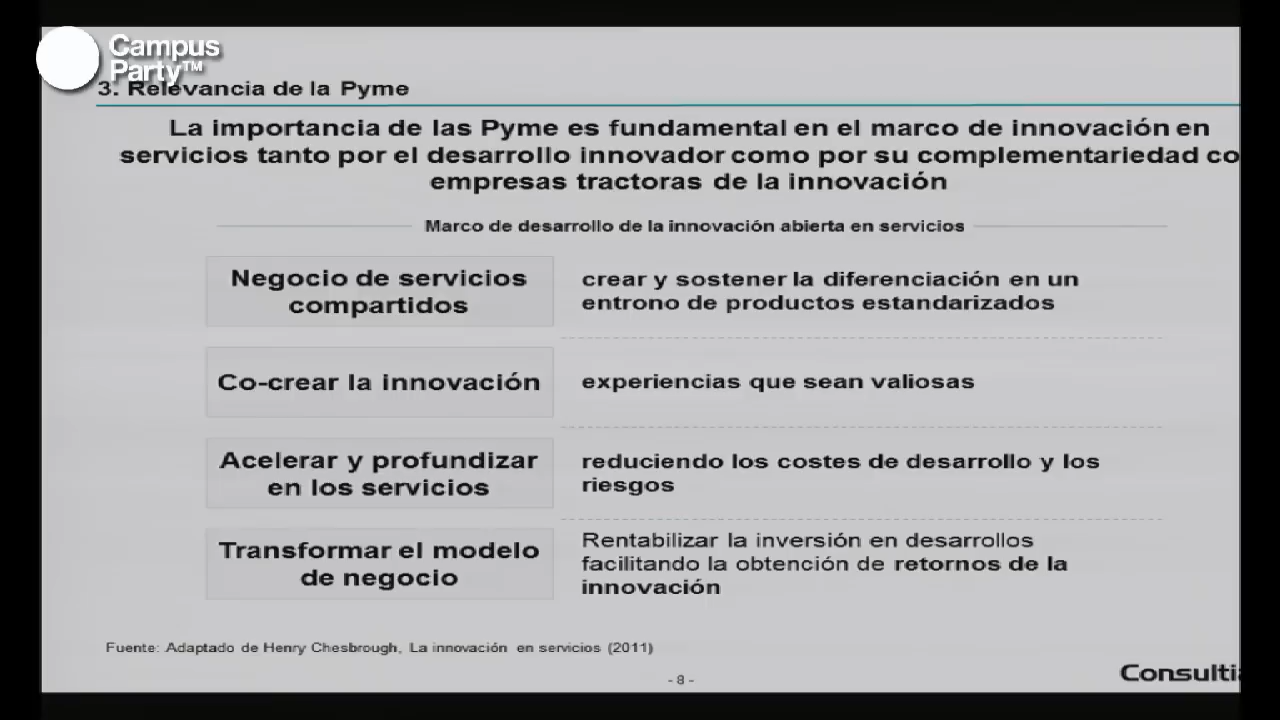 Campus
Party™
3. Relevancia de la Pyme
La importancia de las Pyme es fundamental en el marco de innovación en
servicios tanto por el desarrollo innovador como por su complementariedad co
empresas tractoras de la innovación
Marco de desarrollo de la innovación abierta en servicios
Negocio de servicios
compartidos
crear y sostener la diferenciación en un
entrono de productos estandarizados
Co-crear la innovación
experiencias que sean valiosas
Acelerar y profundizar
en los servicios
reduciendo los costes de desarrollo y los
riesgos
Transformar el modelo
de negocio
Rentabilizar la inversión en desarrollos
facilitando la obtención de retornos de la
innovación
Fuente: Adaptado de Henry Chesbrough, La innovación en servicios (2011)
- 8 -